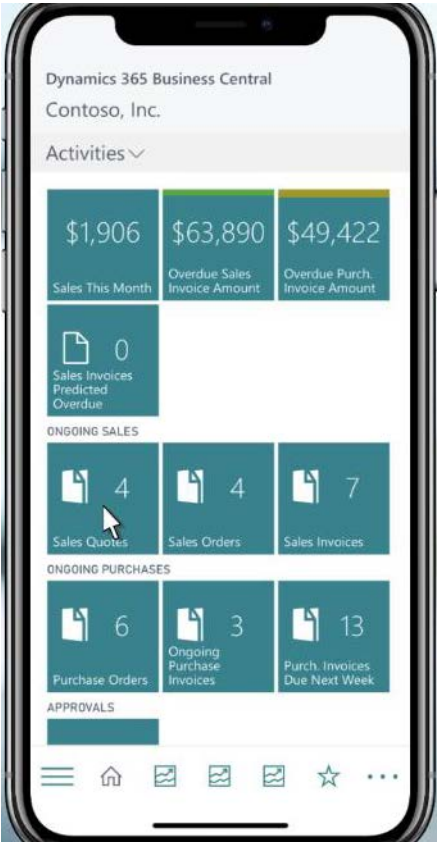 Dynamics 365 Business Central
Contoso, Inc.
Activities
$1,906
Sales This Month
$63,890
Overdue Sales
Invoice Amount
$49,422
Overdue Purch.
Invoice Amount
0
Sales Invoices
Predicted
Overdue
ONGOING SALES
4
Sales Quotes
4
Sales Orders
7
Sales Invoices
ONGOING PURCHASES
6
Purchase Orders
3
Ongoing
Purchase
Invoices
13
Purch. Invoices
Due Next Week
APPROVALS